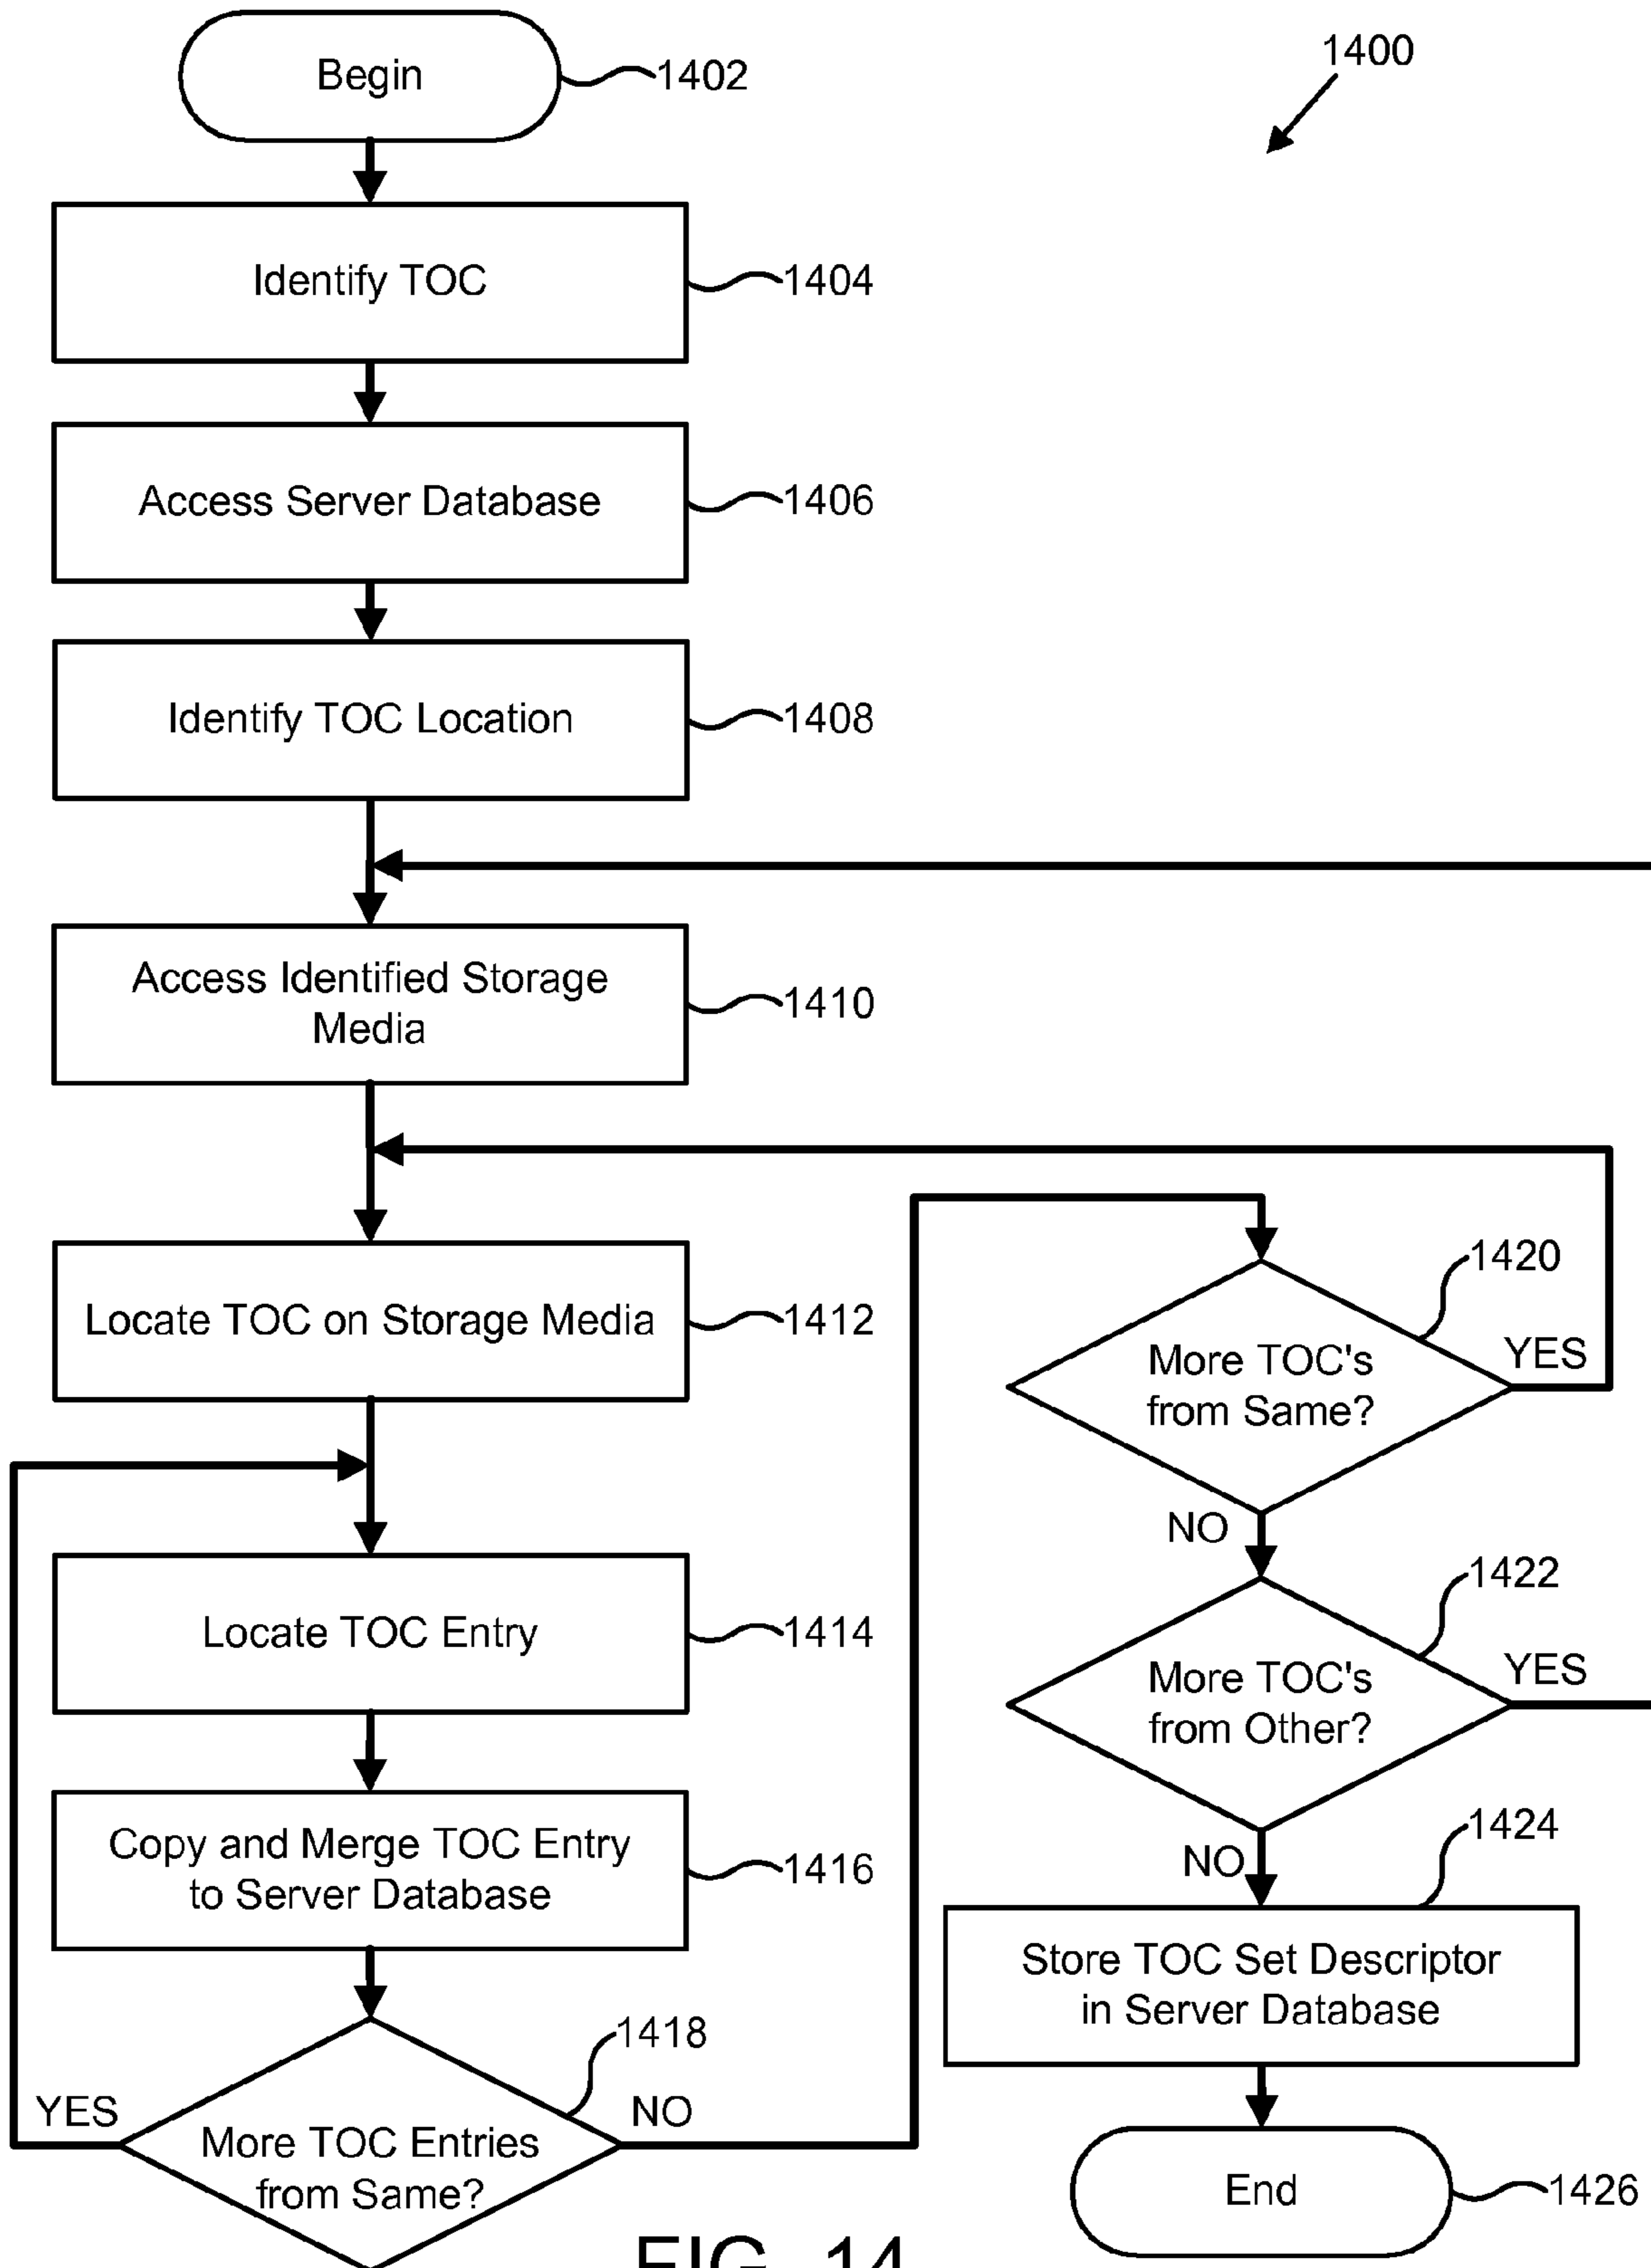 Begin
1402
1400
Identify TOC
1404
Access Server Database
1406
Identify TOC Location
1408
Access Identified Storage
Media
1410
Locate TOC on Storage Media
1412
Locate TOC Entry
1414
Copy and Merge TOC Entry
to Server Database
1416
1418
YES
NO
More TOC Entries
from Same?
1420
YES
More TOC's
from Same?
NO
1422
YES
More TOC's
from Other?
NO
1424
Store TOC Set Descriptor
in Server Database
End
1426
FIG. 14